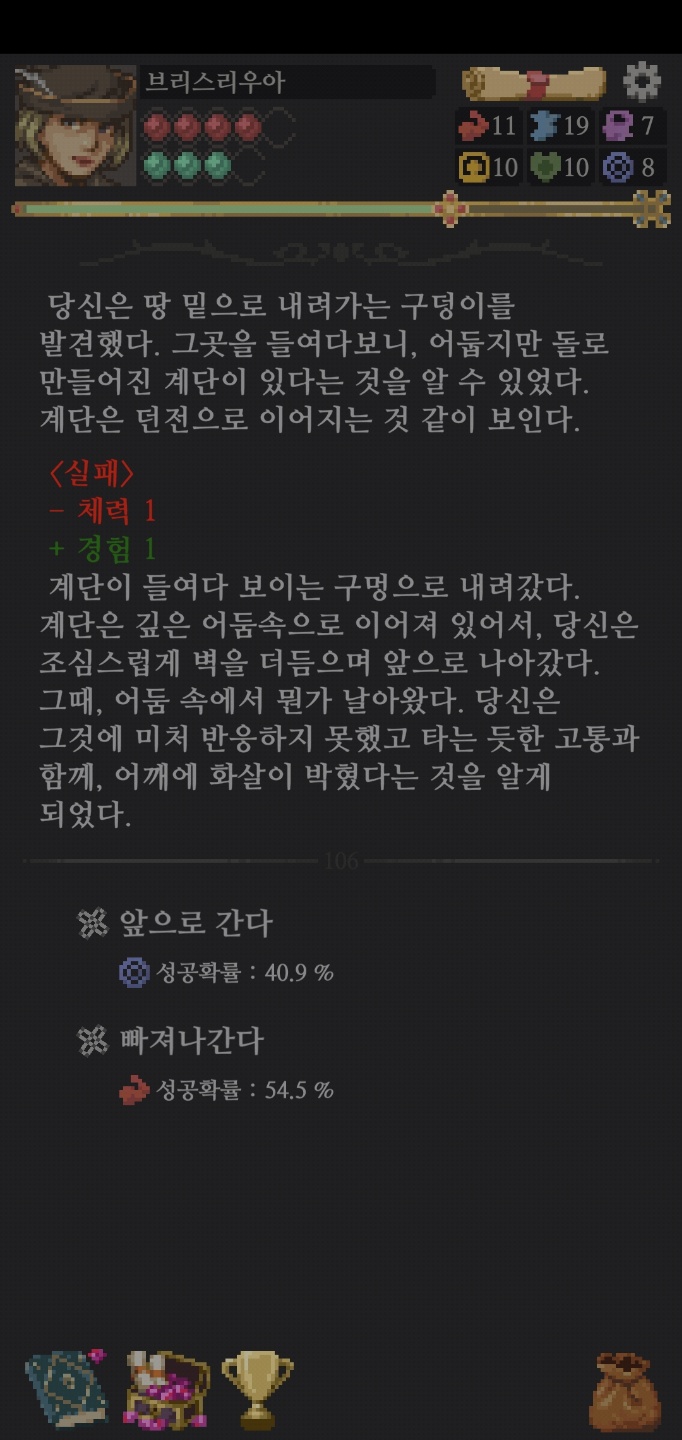 브리스리우아
11 19 7
10 10 8
당신은 땅 밑으로 내려가는 구덩이를
발견했다. 그곳을 들여다보니, 어둡지만 돌로
만들어진 계단이 있다는 것을 알 수 있었다.
계단은 던전으로 이어지는 것 같이 보인다.
〈실패〉
- 체력 1
+ 경험 1
계단이 들여다 보이는 구멍으로 내려갔다.
계단은 깊은 어둠속으로 이어져 있어서, 당신은
조심스럽게 벽을 더듬으며 앞으로 나아갔다.
그때, 어둠 속에서 뭔가 날아왔다. 당신은
그것에 미처 반응하지 못했고 타는 듯한 고통과
함께, 어깨에 화살이 박혔다는 것을 알게
되었다.
106
앞으로 간다
성공확률 : 40.9 %
빠져나간다
성공확률 : 54.5 %